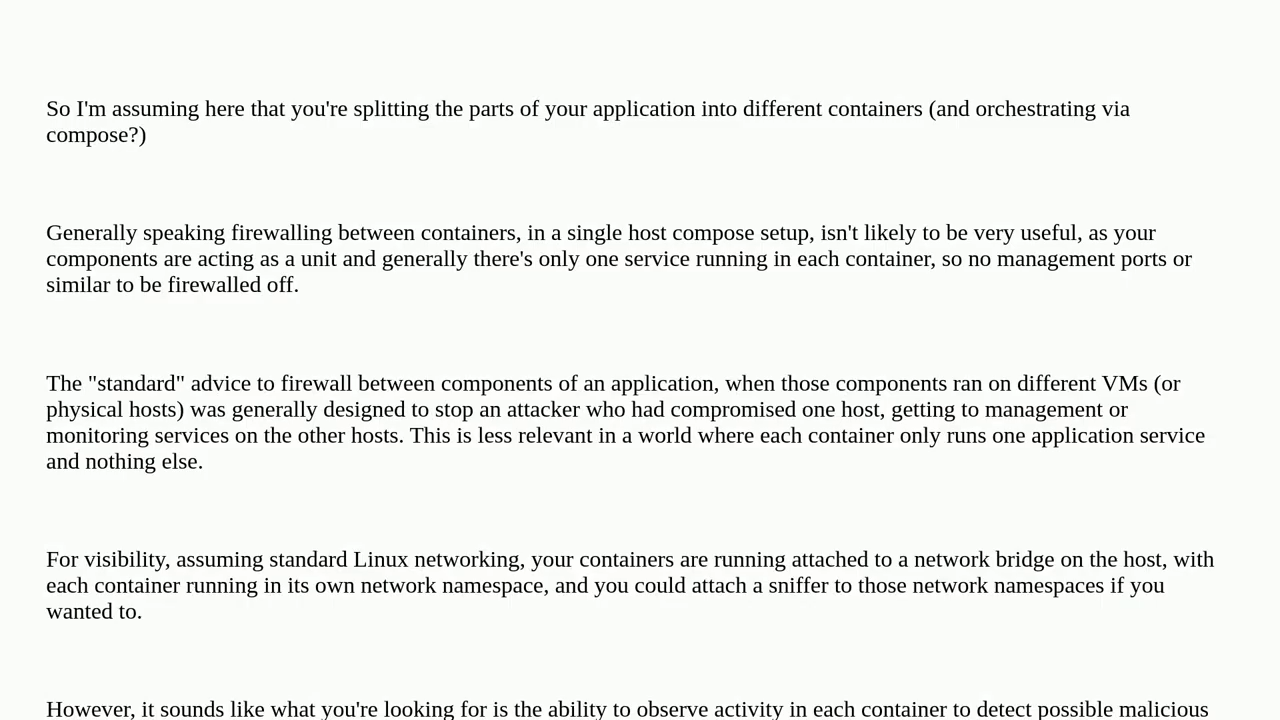 So I'm assuming here that you're splitting the parts of your application into different containers (and orchestrating via
compose?)
Generally speaking firewalling between containers, in a single host compose setup, isn't likely to be very useful, as your
components are acting as a unit and generally there's only one service running in each container, so no management ports or
similar to be firewalled off.
The "standard" advice to firewall between components of an application, when those components ran on different VMs (or
physical hosts) was generally designed to stop an attacker who had compromised one host, getting to management or
monitoring services on the other hosts. This is less relevant in a world where each container only runs one application service
and nothing else.
For visibility, assuming standard Linux networking, your containers are running attached to a network bridge on the host, with
each container running in its own network namespace, and you could attach a sniffer to those network namespaces if you
wanted to.
However, it sounds like what you're looking for is the ability to observe activity in each container to detect possible malicious